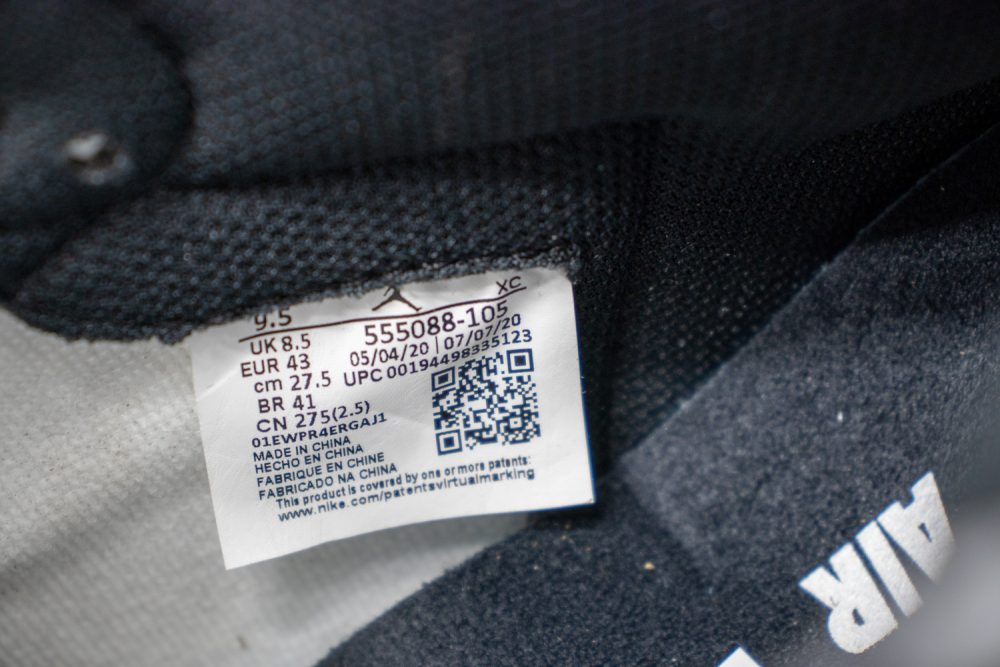 9.5
XC
UK 8.5
555088-105
EUR 43
05/04/20 | 07/07/20
cm 27.5
UPC 00194498335123
BR 41
CN 275(2.5)
01EWPR4ERGAJ1
MADE IN CHINA
HECHO EN CHINA
FABRIQUE EN CHINE
FABRICADO NA CHINA
This product is covered by one or more patents:
www.nike.com/patentsvirtualmarking
AIR